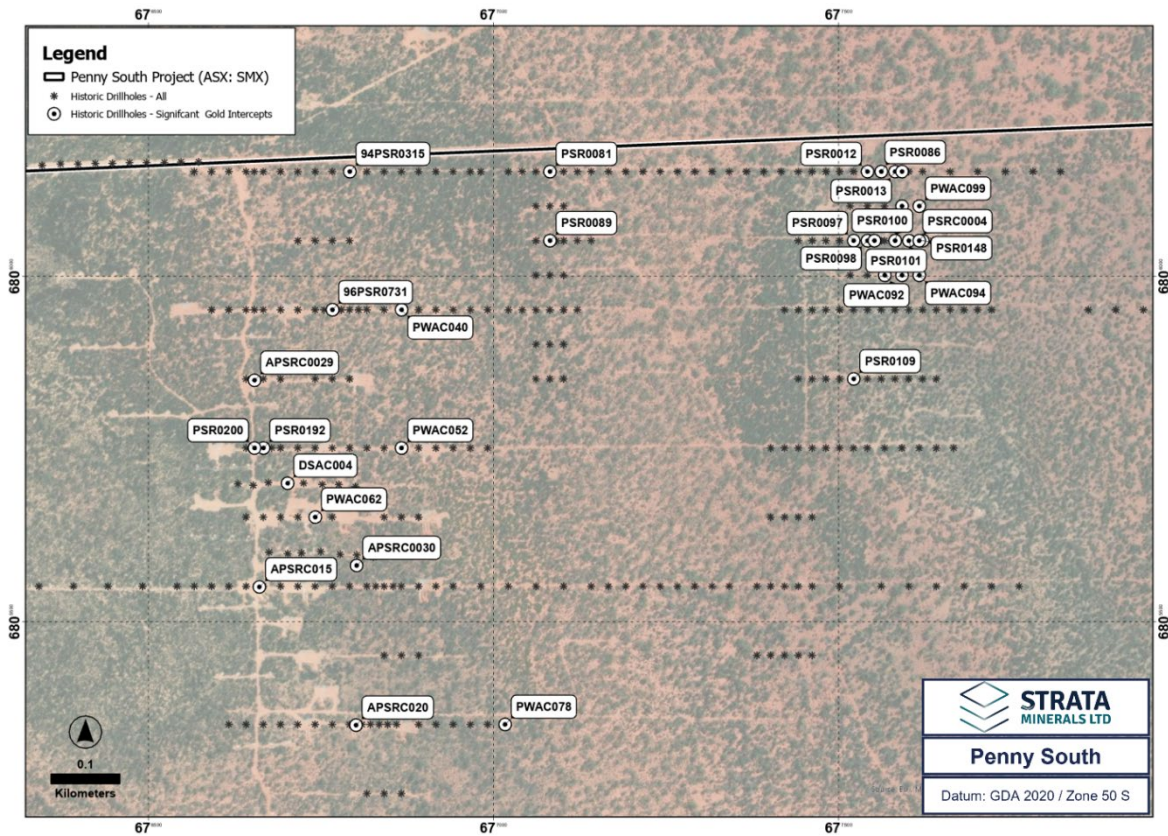 67
67
67
Legend
Penny South Project (ASX: SMX)
Historic Drillholes - All
Historic Drillholes - Signifcant Gold Intercepts
94PSR0315
PSR0081
PSR0012
PSR0086
PSR0013
PWAC099
PSR0089
PSR0097
PSR0100
PSRC0004
PSR0098
PSR0101
PSR0148
680
680
96PSR0731
PWAC092
PWAC094
PWAC040
APSRC0029
PSR0109
PSR0200
PSR0192
PWAC052
DSAC004
PWAC062
APSRC0030
APSRC015
680
680
APSRC020
PWAC078
0.1
Kilometers
STRATA
MINERALS LTD
Penny South
Datum: GDA 2020 / Zone 50 S
67
67
67